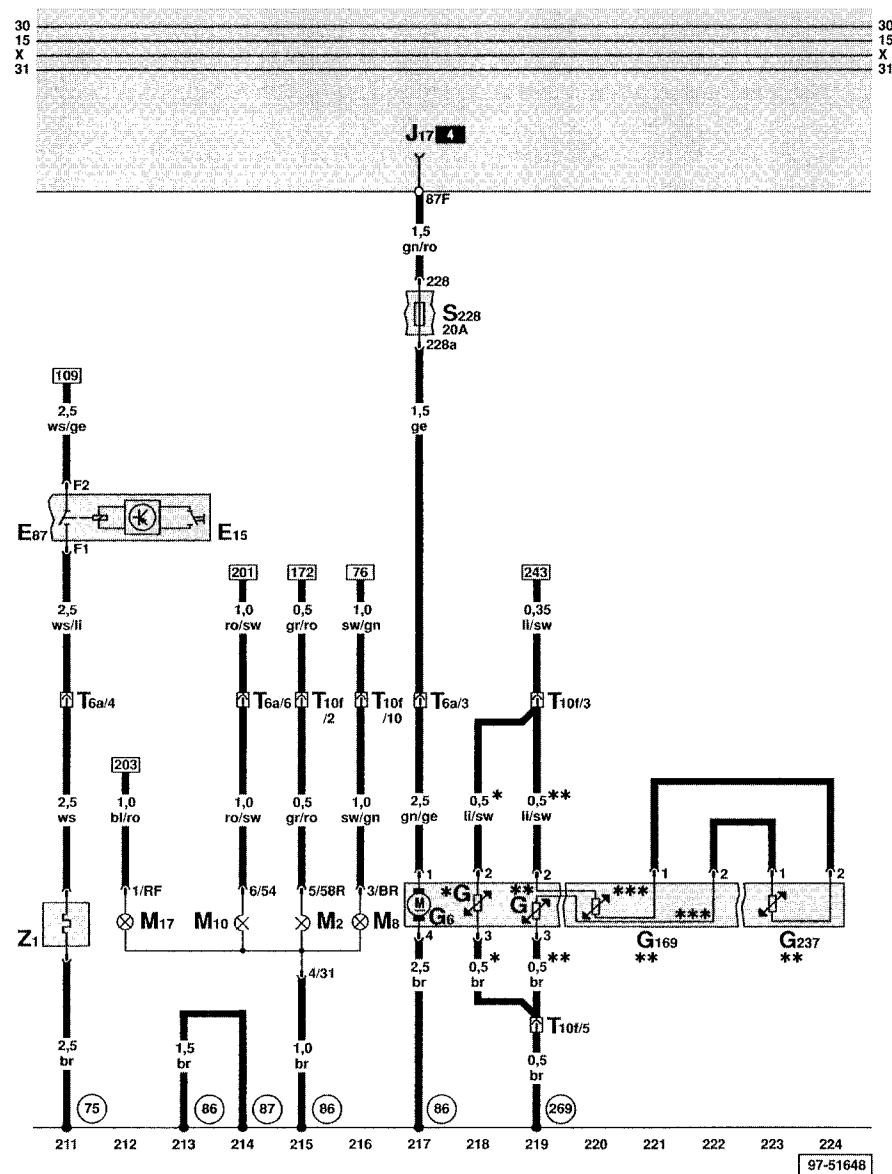 30 30
15 15
X X
31 31
J17 4
87F
1,5
gn/ro
228
S228
20A
228a
109
2,5
ws/ge
1,5
ge
F2
E87 E15
F1
201 172 76 243
2,5 1,0 0,5 1,0 0,35
ws/li ro/sw gr/ro sw/gn li/sw
T6a/4 T6a/6 T10f/2 T10f/10 T6a/3 T10f/3
203
2,5 1,0 1,0 0,5 1,0 2,5 0,5 * 0,5 **
ws bl/ro ro/sw gr/ro sw/gn gn/ge li/sw li/sw
1/RF 6/54 5/58R 3/BR 1 2 2 1 2 1 2
M17 M10 M2 M8 M G6 *G **G *** ***
Z1
4/31 4 3 3 G169 G237
** **
2,5 0,5 * 0,5 **
br br br
T10f/5
2,5 1,5 1,0 0,5
br br br br
75 86 87 86 86 269
211 212 213 214 215 216 217 218 219 220 221 222 223 224
97-51648